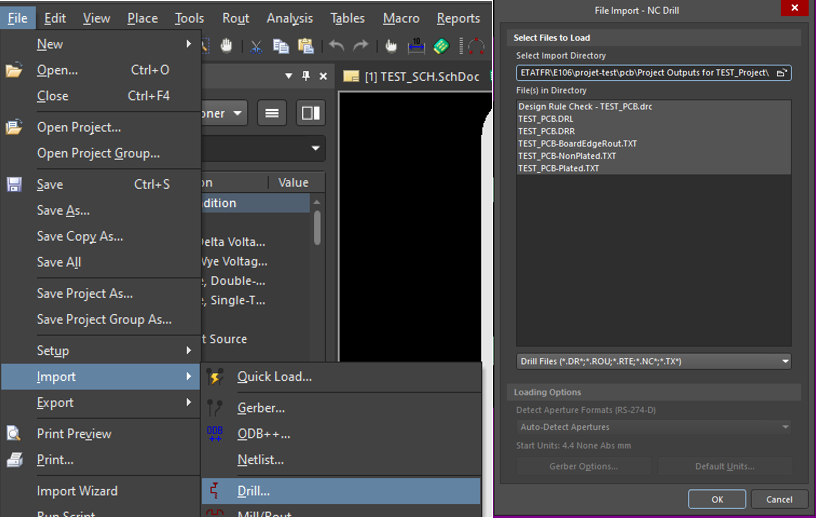 File Edit View Place Tools Rout Analysis Tables Macro Reports
New
Open... Ctrl+O
Close Ctrl+F4
Open Project...
Open Project Group...
Save Ctrl+S
Save As...
Save Copy As...
Save All
Save Project As...
Save Project Group As...
Setup
Import
Export
Print Preview
Print...
Import Wizard
Run Script
[1] TEST_SCH.SchDoc
oner
on Value
dition
Delta Volta...
Wye Voltag...
e, Double-...
e, Single-T...
t Source
Quick Load...
Gerber...
ODB++...
Netlist...
Drill...
Mill/Rout
File Import - NC Drill
Select Files to Load
Select Import Directory
ETATFR\E106\projet-test\pcb\Project Outputs for TEST_Project\
File(s) in Directory
Design Rule Check - TEST_PCB.drc
TEST_PCB.DRL
TEST_PCB.DRR
TEST_PCB-BoardEdgeRout.TXT
TEST_PCB-NonPlated.TXT
TEST_PCB-Plated.TXT
Drill Files (*.DR*;*.ROU;*.RTE;*.NC*;*.TX*)
Loading Options
Detect Aperture Formats (RS-274-D)
Auto-Detect Apertures
Start Units: 4.4 None Abs mm
Gerber Options... Default Units...
OK Cancel